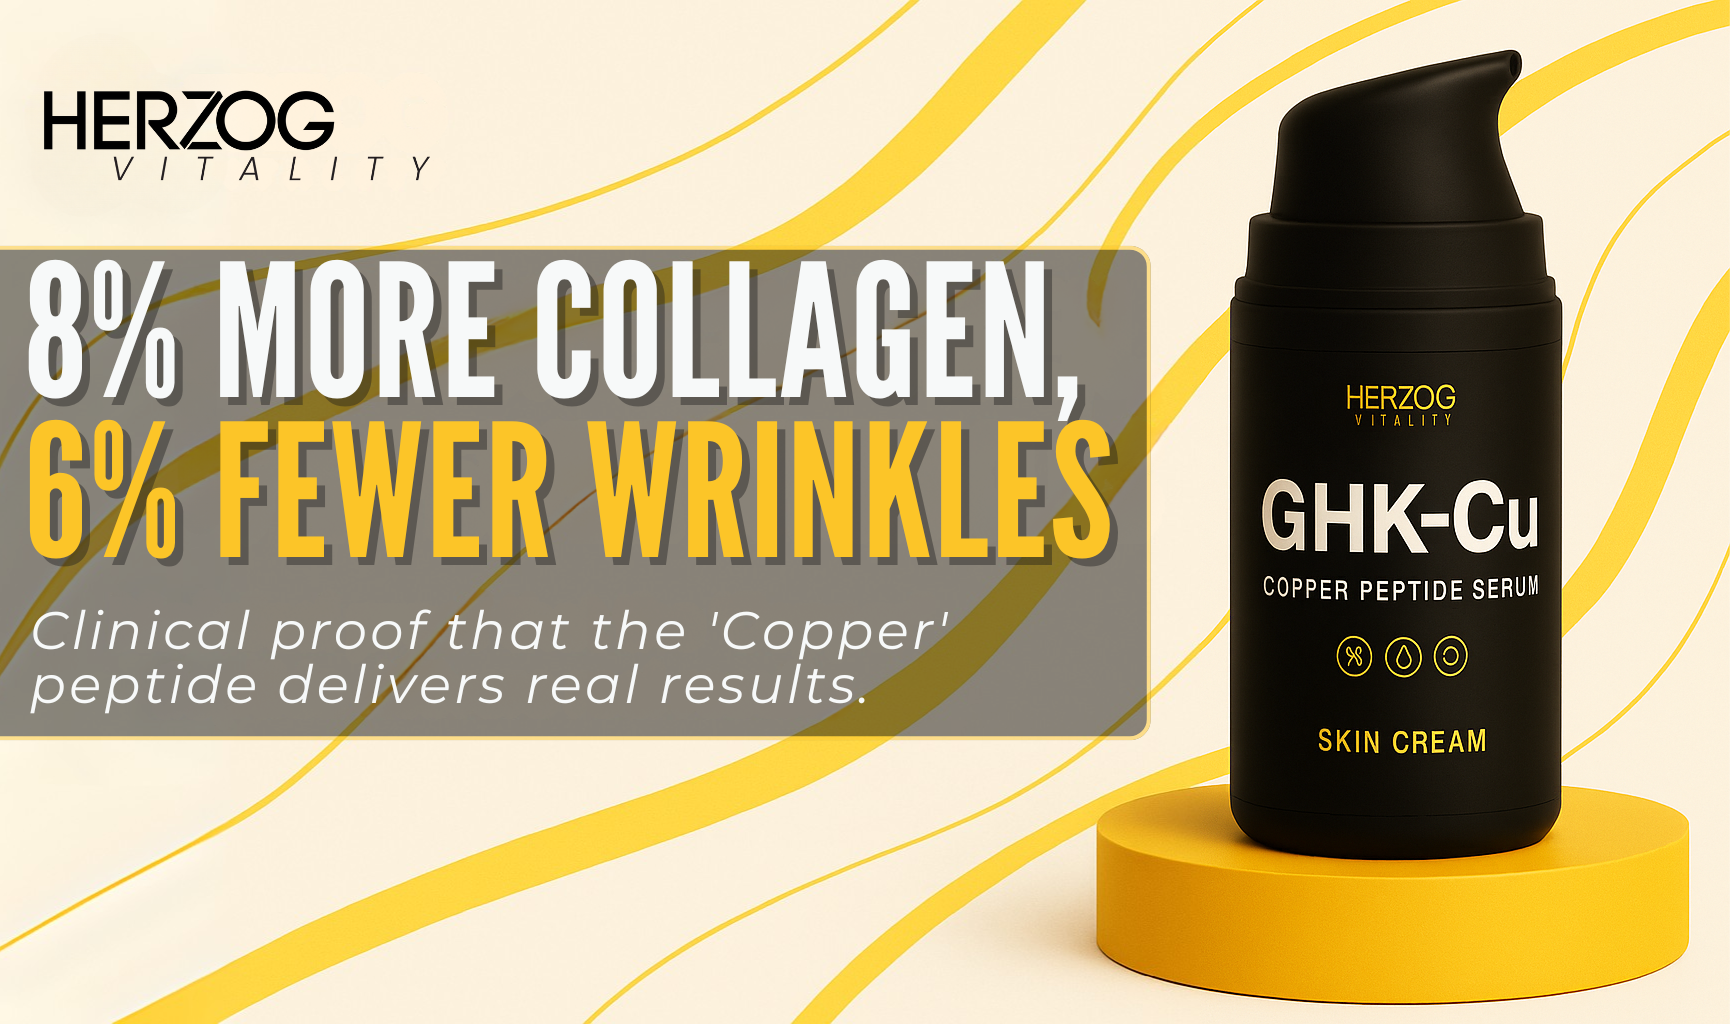 HERZOG
VITALITY
8% MORE COLLAGEN,
6% FEWER WRINKLES
Clinical proof that the 'Copper'
peptide delivers real results.
HERZOG
VITALITY
GHK-Cu
COPPER PEPTIDE SERUM
SKIN CREAM